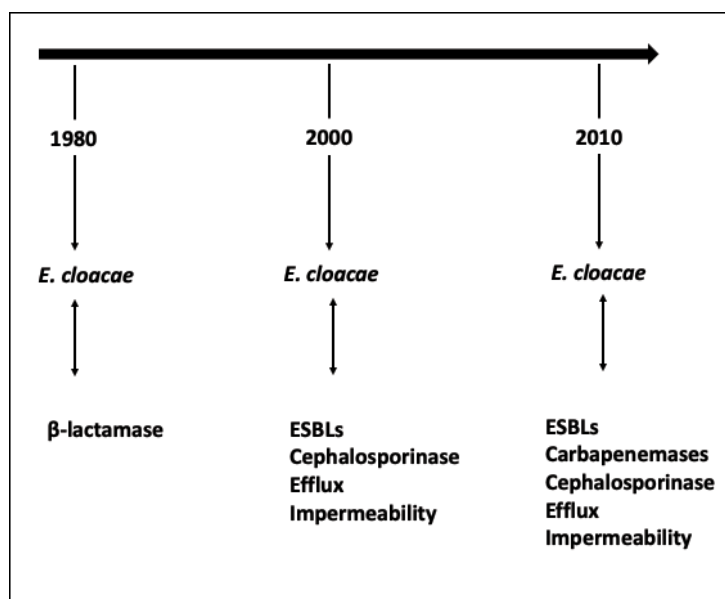 1980
2000
2010
E. cloacae
E. cloacae
E. cloacae
β-lactamase
ESBLs
Cephalosporinase
Efflux
Impermeability
ESBLs
Carbapenemases
Cephalosporinase
Efflux
Impermeability